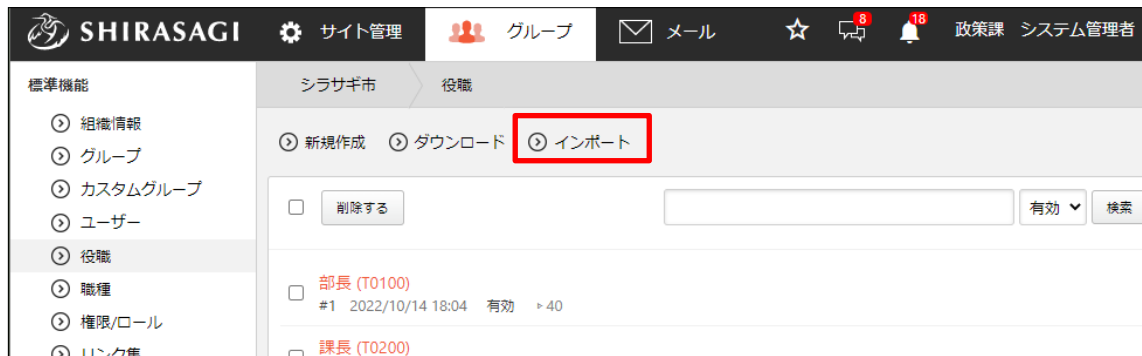 SHIRASAGI サイト管理 グループ メール 8 18 政策課 システム管理者
標準機能
シラサギ市 役職
組織情報
グループ
カスタムグループ
ユーザー
役職
職種
権限/ロール
リンク集
新規作成 ダウンロード インポート
削除する 有効 検索
部長 (T0100)
#1 2022/10/14 18:04 有効 ▹40
課長 (T0200)